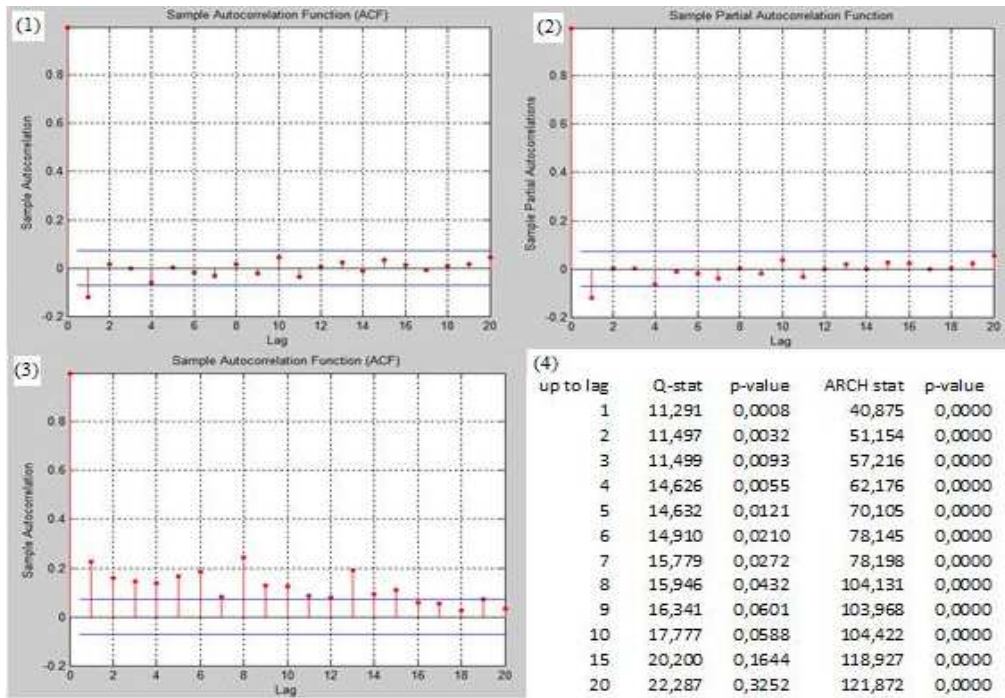 (1)
Sample Autocorrelation Function (ACF)
Sample Autocorrelation
0.8
0.6
0.4
0.2
0
-0.2
0 2 4 6 8 10 12 14 16 18 20
Lag
(2)
Sample Partial Autocorrelation Function
Sample Partial Autocorrelations
0.8
0.6
0.4
0.2
0
-0.2
0 2 4 6 8 10 12 14 16 18 20
Lag
(3)
Sample Autocorrelation Function (ACF)
Sample Autocorrelation
0.8
0.6
0.4
0.2
0
-0.2
0 2 4 6 8 10 12 14 16 18 20
Lag
(4)
up to lag Q-stat p-value ARCH stat p-value
1 11,291 0,0008 40,875 0,0000
2 11,497 0,0032 51,154 0,0000
3 11,499 0,0093 57,216 0,0000
4 14,626 0,0055 62,176 0,0000
5 14,632 0,0121 70,105 0,0000
6 14,910 0,0210 78,145 0,0000
7 15,779 0,0272 78,198 0,0000
8 15,946 0,0432 104,131 0,0000
9 16,341 0,0601 103,968 0,0000
10 17,777 0,0588 104,422 0,0000
15 20,200 0,1644 118,927 0,0000
20 22,287 0,3252 121,872 0,0000